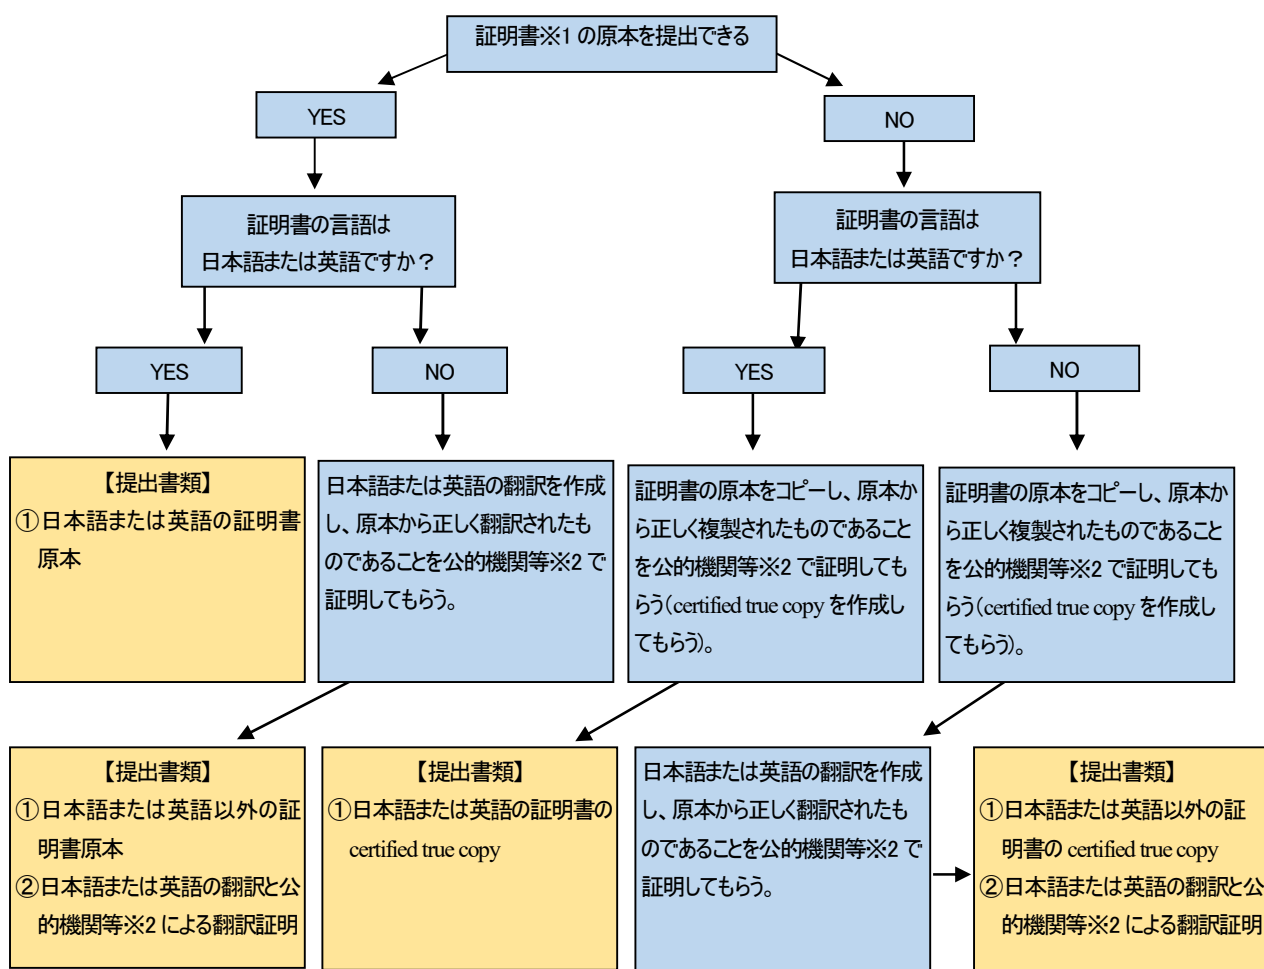 証明書※1 の原本を提出できる
YES
NO
証明書の言語は
日本語または英語ですか？
証明書の言語は
日本語または英語ですか？
YES
NO
YES
NO
【提出書類】
①日本語または英語の証明書
原本
日本語または英語の翻訳を作成
し、原本から正しく翻訳されたも
のであることを公的機関等※2 で
証明してもらう。
証明書の原本をコピーし、原本か
ら正しく複製されたものであること
を公的機関等※2 で証明しても
らう（certified true copy を作成し
てもらう）。
証明書の原本をコピーし、原本か
ら正しく複製されたものであること
を公的機関等※2 で証明しても
らう（certified true copy を作成し
てもらう）。
【提出書類】
①日本語または英語以外の証
明書原本
②日本語または英語の翻訳と公
的機関等※2 による翻訳証明
【提出書類】
①日本語または英語の証明書の
certified true copy
日本語または英語の翻訳を作成
し、原本から正しく翻訳されたも
のであることを公的機関等※2 で
証明してもらう。
【提出書類】
①日本語または英語以外の証
明書の certified true copy
②日本語または英語の翻訳と公
的機関等※2 による翻訳証明